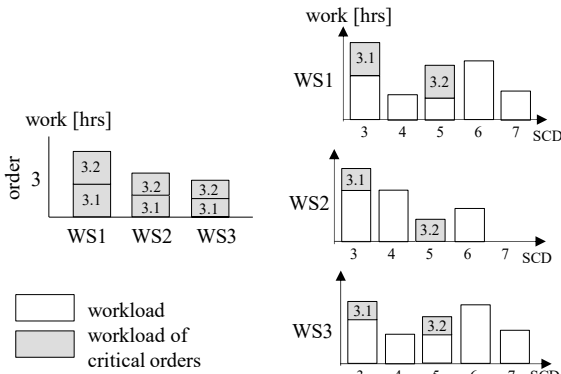 work [hrs]
order
3
3.2
3.1
3.2
3.1
3.2
3.1
WS1 WS2 WS3
workload
workload of
critical orders
work [hrs]
WS1
3.1
3.2
3 4 5 6 7 SCD
WS2
3.1
3.2
3 4 5 6 7 SCD
WS3
3.1
3.2
3 4 5 6 7 SCD